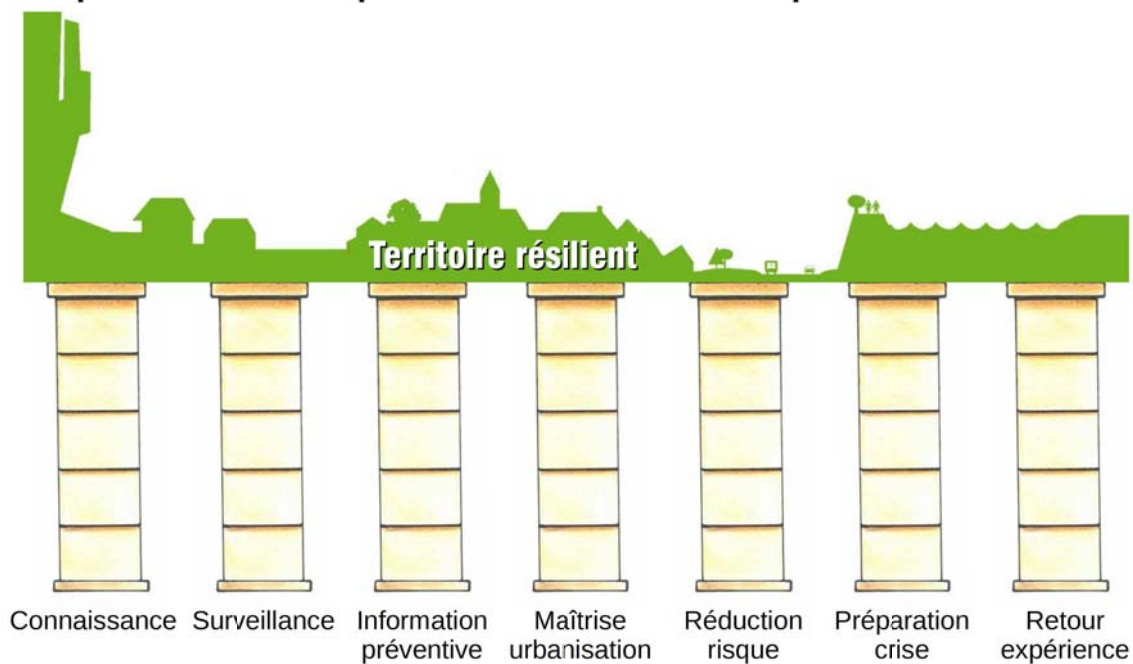 Territoire résilient
Connaissance
Surveillance
Information
préventive
Maîtrise
urbanisation
Réduction
risque
Préparation
crise
Retour
expérience